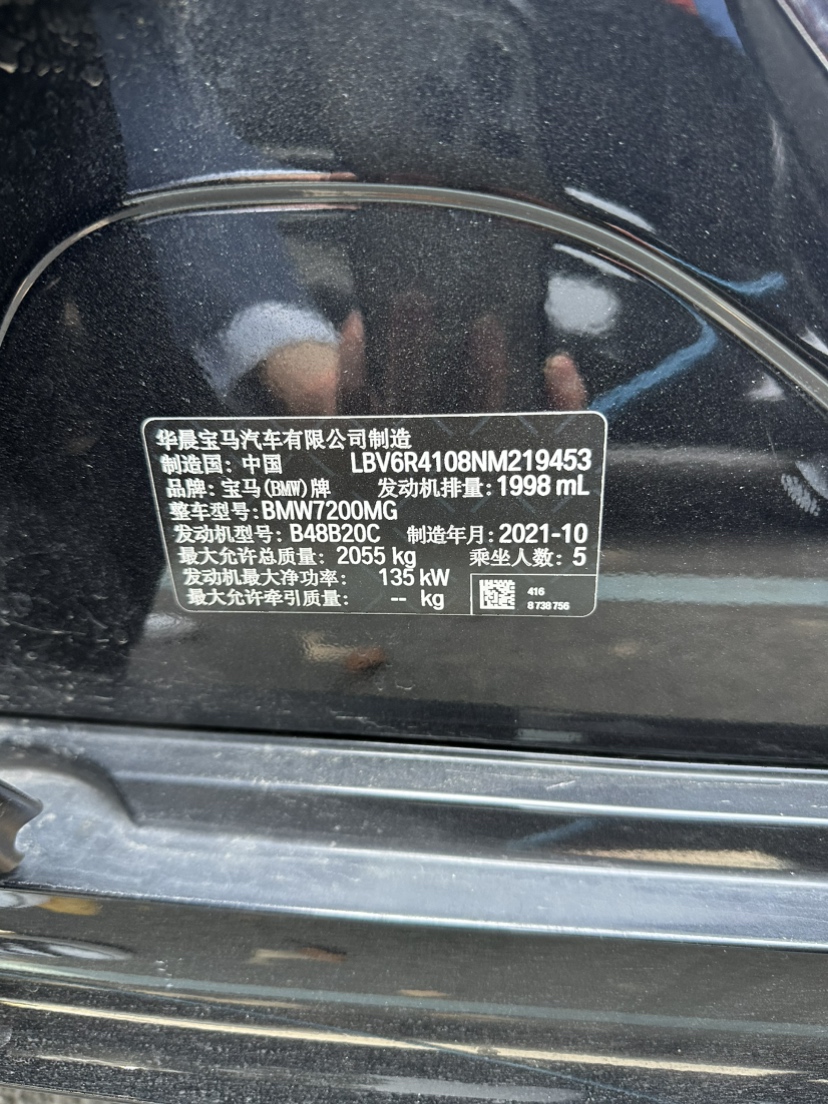 华晨宝马汽车有限公司制造
制造国：中国 LBV6R4108NM219453
品牌：宝马(BMW)牌 发动机排量：1998 mL
整车型号：BMW7200MG
发动机型号：B48B20C 制造年月：2021-10
最大允许总质量：2055 kg 乘坐人数：5
发动机最大净功率：135 kW
最大允许牵引质量：-- kg
416
8 738 756